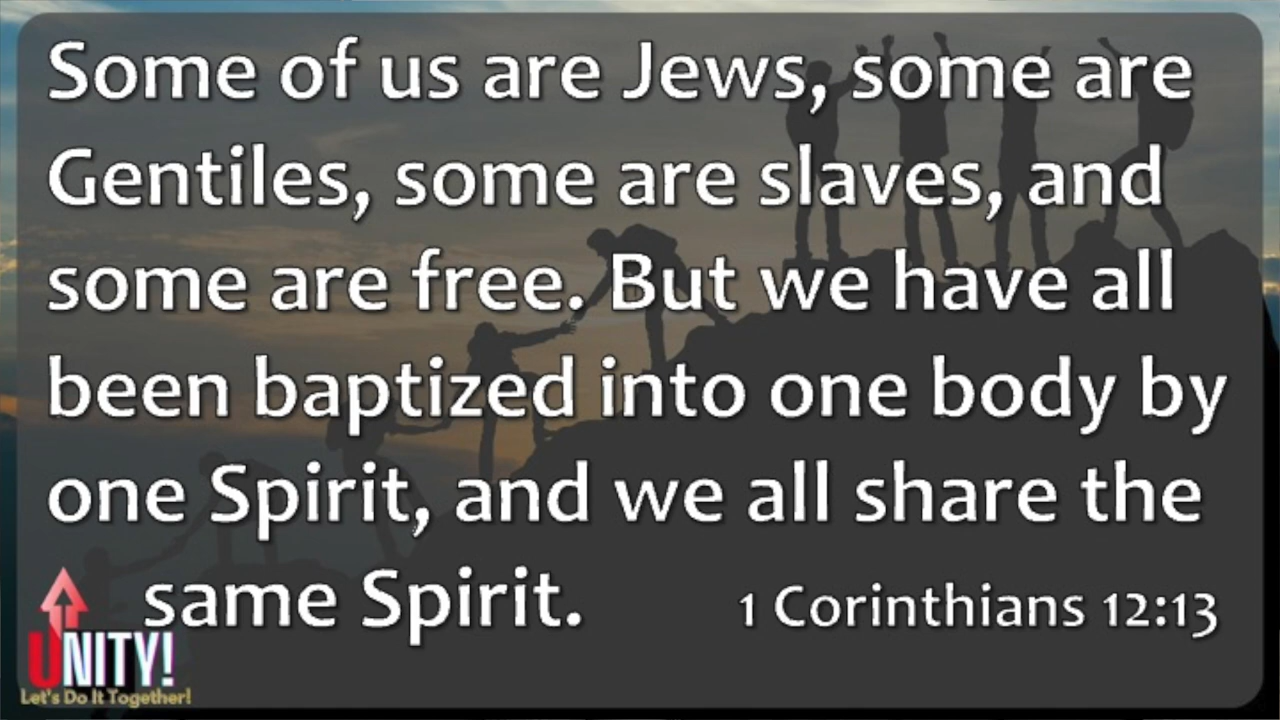 Some of us are Jews, some are
Gentiles, some are slaves, and
some are free. But we have all
been baptized into one body by
one Spirit, and we all share the
same Spirit.
1 Corinthians 12:13
UNITY!
Let's Do It Together!